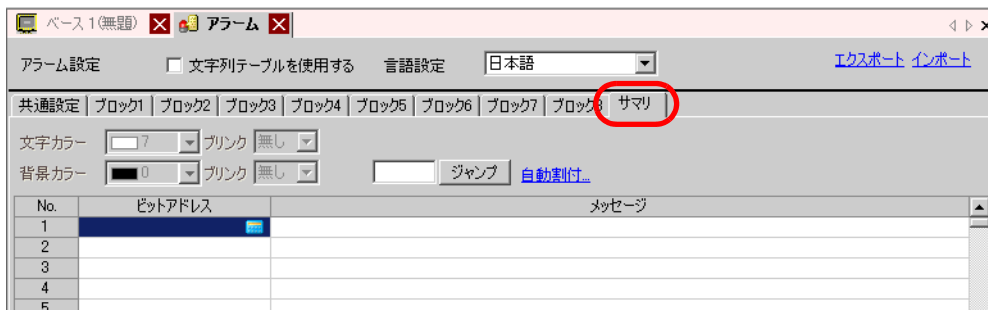 ベース 1(無題) アラーム
アラーム設定 文字列テーブルを使用する 言語設定 日本語 エクスポート インポート
共通設定 ブロック1 ブロック2 ブロック3 ブロック4 ブロック5 ブロック6 ブロック7 ブロック8 サマリ
文字カラー 7 ブリンク 無し
背景カラー 0 ブリンク 無し ジャンプ 自動割付...
No. ビットアドレス メッセージ
1
2
3
4
5